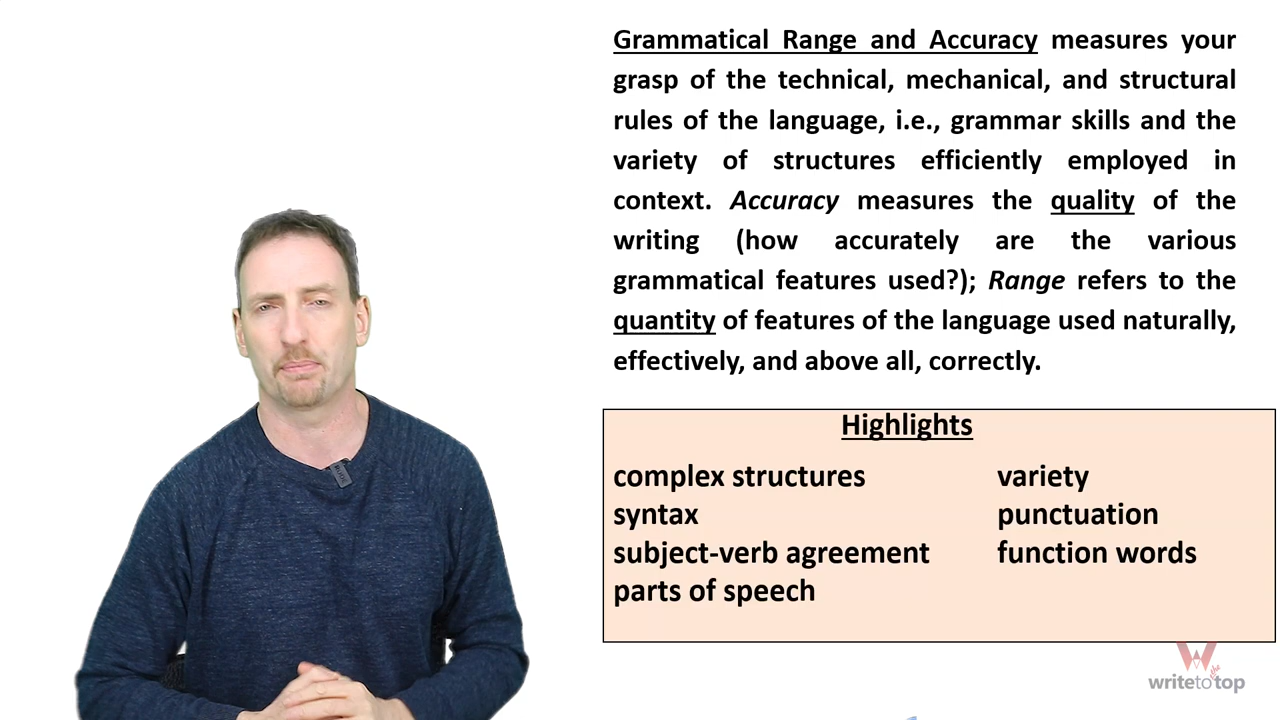 Grammatical Range and Accuracy measures your
grasp of the technical, mechanical, and structural
rules of the language, i.e., grammar skills and the
variety of structures efficiently employed in
context. Accuracy measures the quality of the
writing (how accurately are the various
grammatical features used?); Range refers to the
quantity of features of the language used naturally,
effectively, and above all, correctly.
Highlights
complex structures
syntax
subject-verb agreement
parts of speech
variety
punctuation
function words
writetothetop